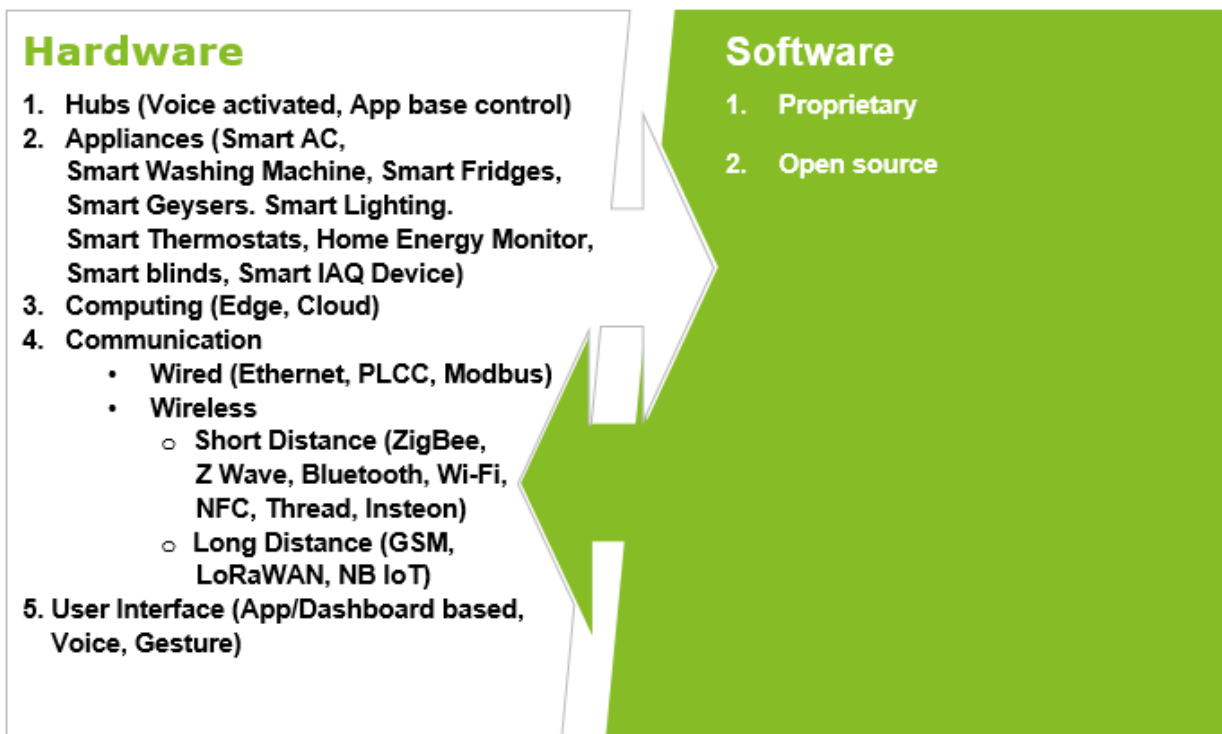 Hardware
1. Hubs (Voice activated, App base control)
2. Appliances (Smart AC,
Smart Washing Machine, Smart Fridges,
Smart Geysers. Smart Lighting.
Smart Thermostats, Home Energy Monitor,
Smart blinds, Smart IAQ Device)
3. Computing (Edge, Cloud)
4. Communication
• Wired (Ethernet, PLCC, Modbus)
• Wireless
o Short Distance (ZigBee,
Z Wave, Bluetooth, Wi-Fi,
NFC, Thread, Insteon)
o Long Distance (GSM,
LoRaWAN, NB IoT)
5. User Interface (App/Dashboard based,
Voice, Gesture)
Software
1. Proprietary
2. Open source